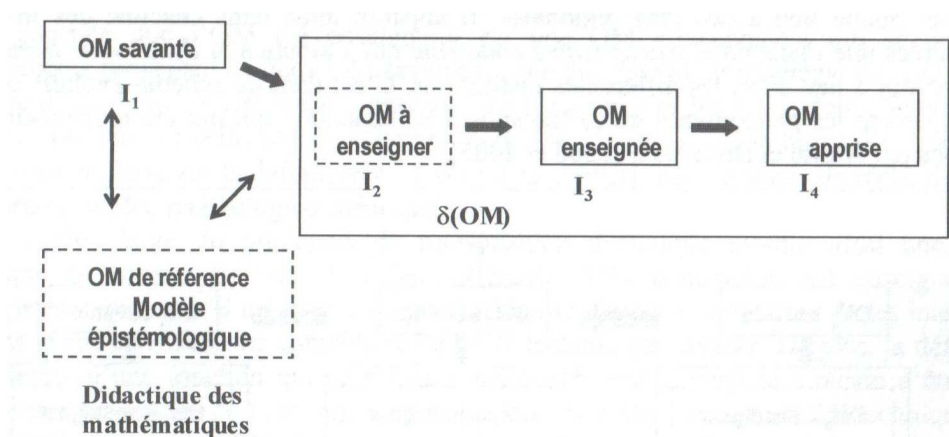 OM savante
I₁
OM à
enseigner
I₂
OM
enseignée
I₃
OM
apprise
I₄
δ(OM)
OM de référence
Modèle
épistémologique
Didactique des
mathématiques